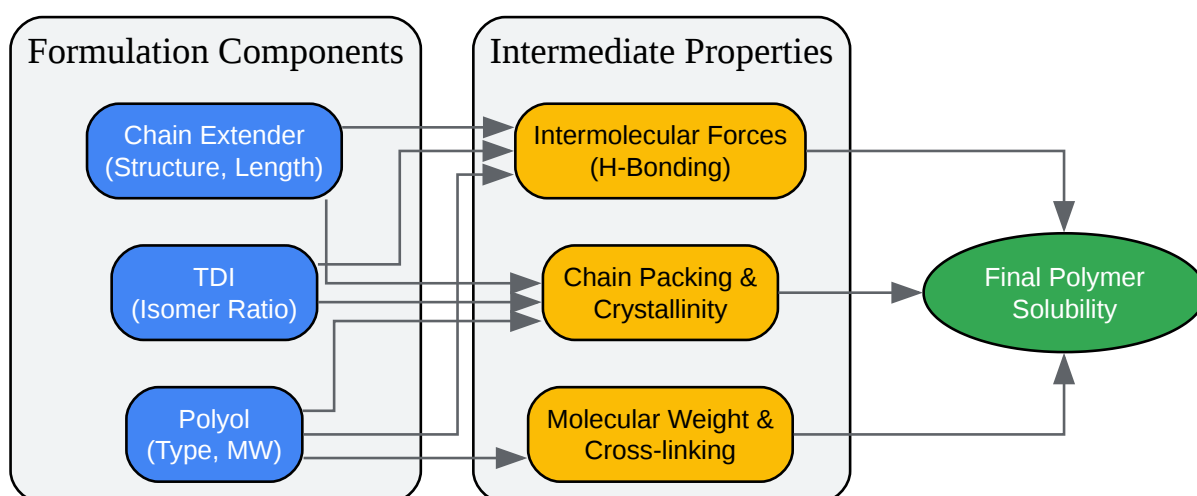 Formulation Components
Chain Extender
(Structure, Length)
TDI
(Isomer Ratio)
Polyol
(Type, MW)
Intermediate Properties
Intermolecular Forces
(H-Bonding)
Chain Packing &
Crystallinity
Molecular Weight &
Cross-linking
Final Polymer
Solubility